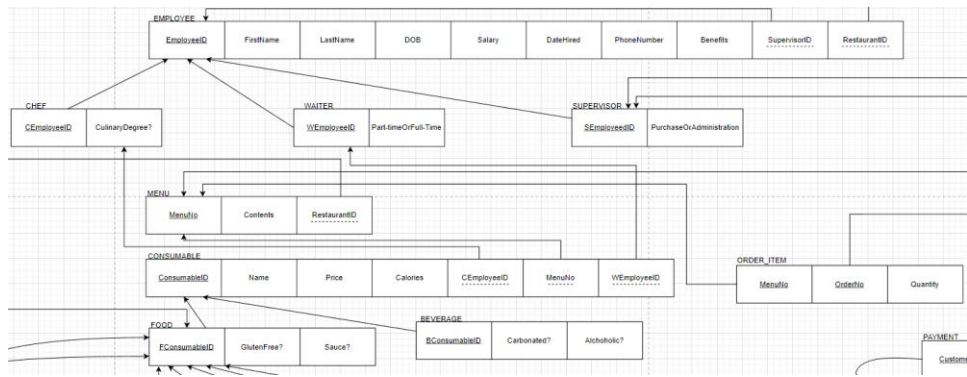 EMPLOYEE
EmployeeID FirstName LastName DOB Salary DateHired PhoneNumber Benefits SupervisorID RestaurantID
CHEF WAITER SUPERVISOR
CEmployeeID CulinaryDegree? WEmployeeID Part-timeOrFull-Time SEmployeedID PurchaseOrAdministration
MENU
MenuNo Contents RestaurantID
CONSUMABLE
ConsumableID Name Price Calories CEmployeeID MenuNo WEmployeeID
ORDER_ITEM
MenuNo OrderNo Quantity
FOOD BEVERAGE
FConsumableID GlutenFree? Sauce? BConsumableID Carbonated? Alchoholic?
PAYMENT
Custome